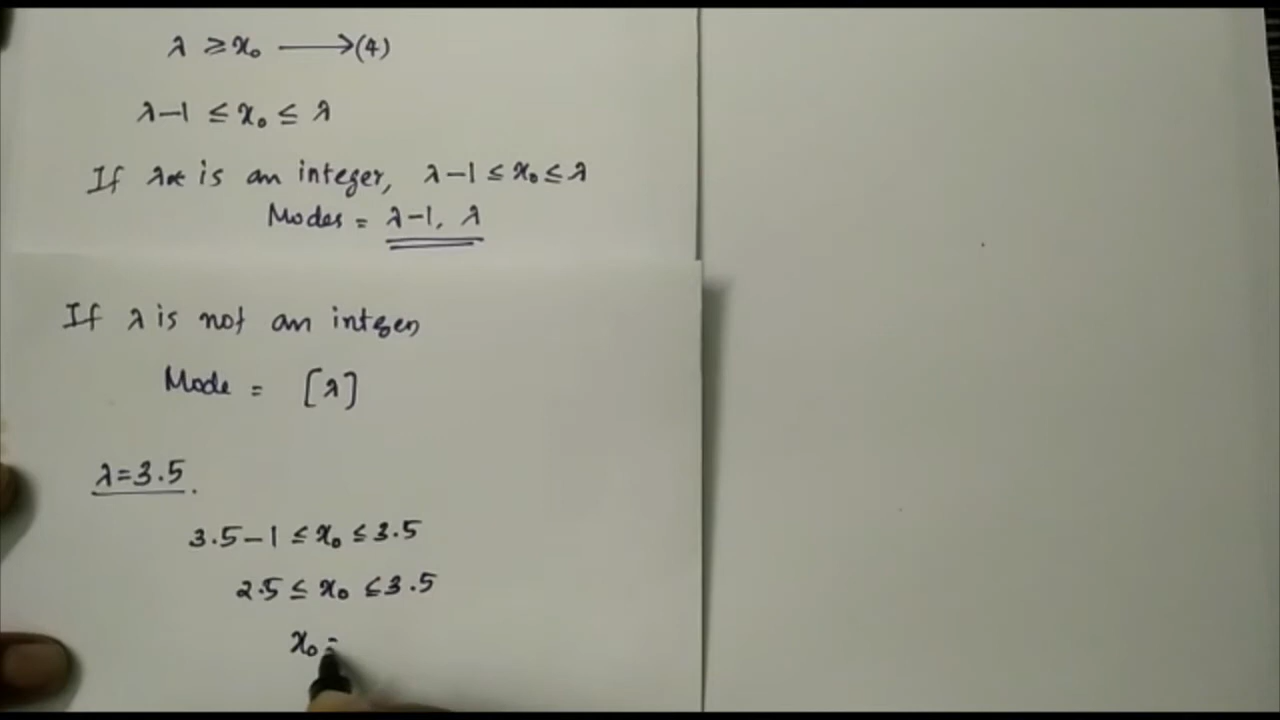 λ ≥ x₀ ⟶ (4)
λ−1 ≤ x₀ ≤ λ
If λ is an integer, λ−1 ≤ x₀ ≤ λ
Modes = λ−1, λ
If λ is not an integer
Mode = [λ]
λ=3.5.
3.5−1 ≤ x₀ ≤ 3.5
2.5 ≤ x₀ ≤ 3.5
x₀ =